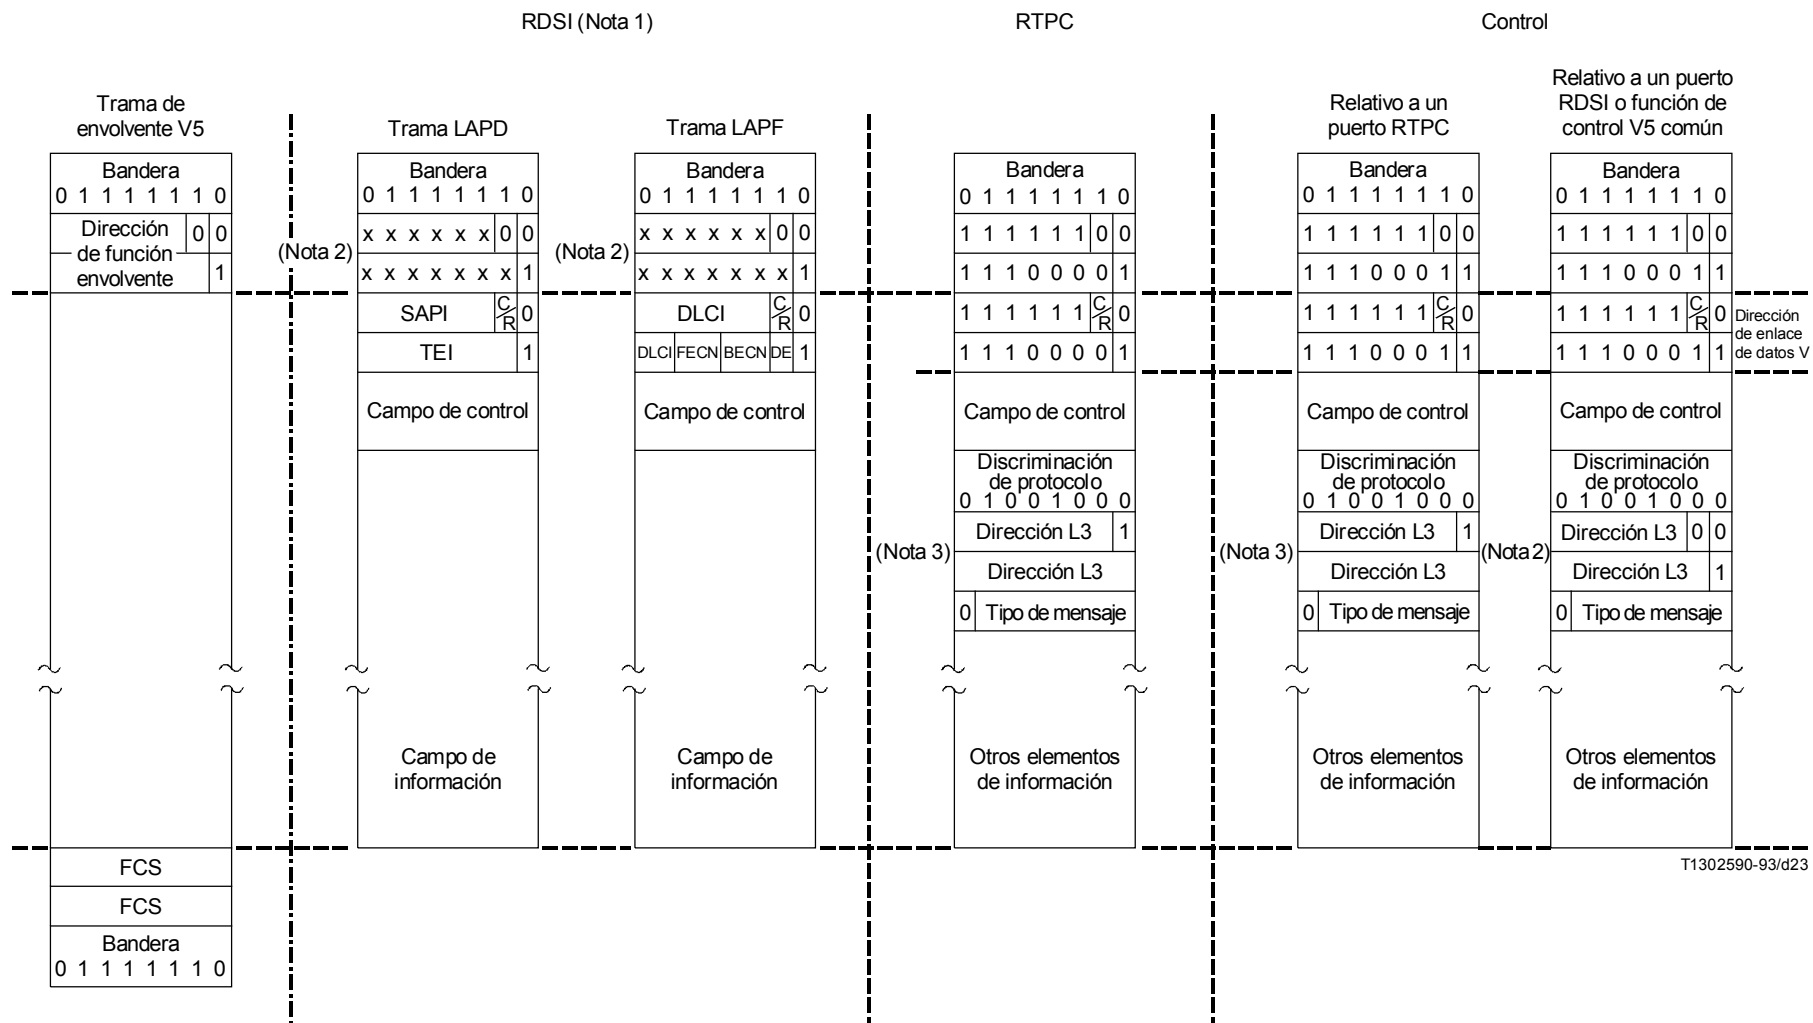 RDSI (Nota 1)
RTPC
Control
Trama de
envolvente V5
Bandera
0 1 1 1 1 1 1 0
Dirección
de función
envolvente
0 0
1
FCS
FCS
Bandera
0 1 1 1 1 1 1 0
(Nota 2)
Trama LAPD
Bandera
0 1 1 1 1 1 1 0
x x x x x x 0 0
x x x x x x x 1
SAPI C/R 0
TEI 1
Campo de control
Campo de
información
(Nota 2)
Trama LAPF
Bandera
0 1 1 1 1 1 1 0
x x x x x x 0 0
x x x x x x x 1
DLCI C/R 0
DLCI FECN BECN DE 1
Campo de control
Campo de
información
(Nota 3)
Bandera
0 1 1 1 1 1 1 0
1 1 1 1 1 1 0 0
1 1 1 0 0 0 0 1
1 1 1 1 1 1 C/R 0
1 1 1 0 0 0 0 1
Campo de control
Discriminación
de protocolo
0 1 0 0 1 0 0 0
Dirección L3 1
Dirección L3
0 Tipo de mensaje
Otros elementos
de información
(Nota 3)
Relativo a un
puerto RTPC
Bandera
0 1 1 1 1 1 1 0
1 1 1 1 1 1 0 0
1 1 1 0 0 0 1 1
1 1 1 1 1 1 C/R 0
1 1 1 0 0 0 1 1
Campo de control
Discriminación
de protocolo
0 1 0 0 1 0 0 0
Dirección L3 1
Dirección L3
0 Tipo de mensaje
Otros elementos
de información
(Nota 2)
Relativo a un puerto
RDSI o función de
control V5 común
Bandera
0 1 1 1 1 1 1 0
1 1 1 1 1 1 0 0
1 1 1 0 0 0 1 1
1 1 1 1 1 1 C/R 0
1 1 1 0 0 0 1 1
Campo de control
Discriminación
de protocolo
0 1 0 0 1 0 0 0
Dirección L3 0 0
Dirección L3 1
0 Tipo de mensaje
Otros elementos
de información
Dirección
de enlace
de datos V
T1302590-93/d23